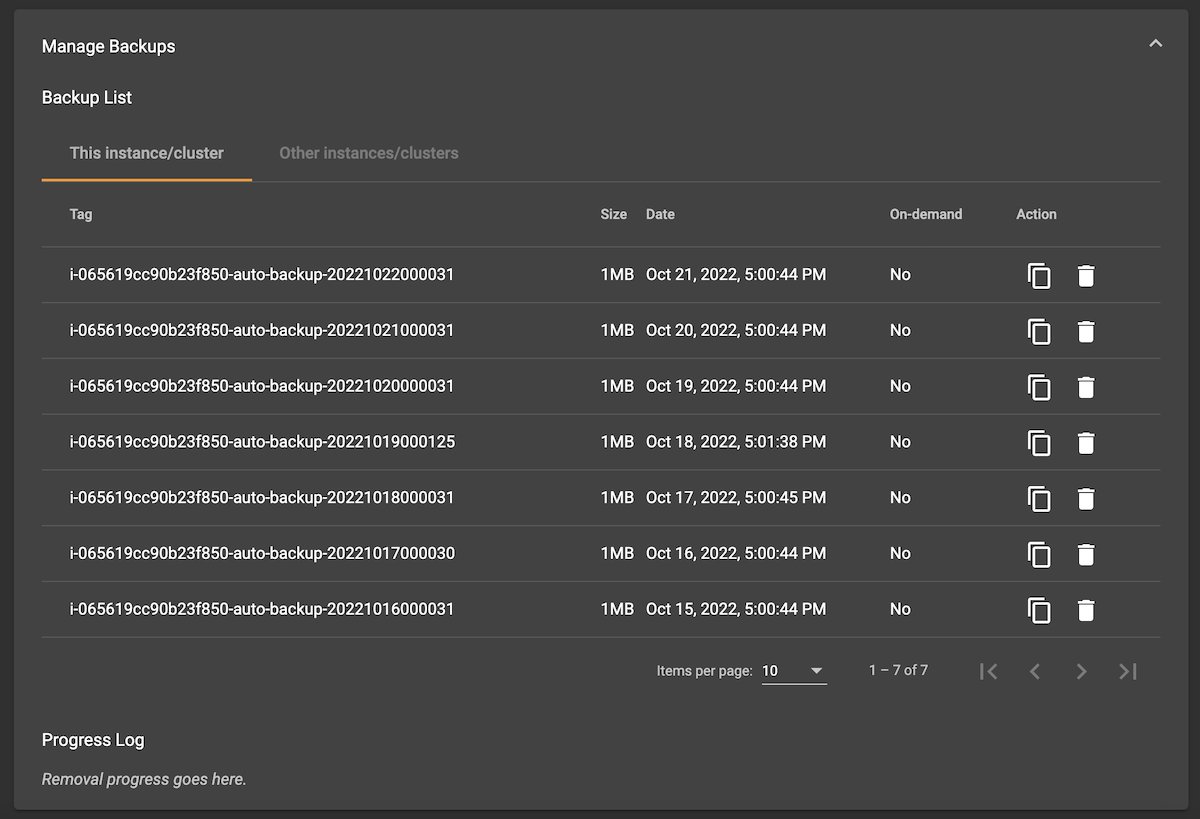 Manage Backups
Backup List
This instance/cluster Other instances/clusters
Tag Size Date On-demand Action
i-065619cc90b23f850-auto-backup-20221022000031 1MB Oct 21, 2022, 5:00:44 PM No
i-065619cc90b23f850-auto-backup-20221021000031 1MB Oct 20, 2022, 5:00:44 PM No
i-065619cc90b23f850-auto-backup-20221020000031 1MB Oct 19, 2022, 5:00:44 PM No
i-065619cc90b23f850-auto-backup-20221019000125 1MB Oct 18, 2022, 5:01:38 PM No
i-065619cc90b23f850-auto-backup-20221018000031 1MB Oct 17, 2022, 5:00:45 PM No
i-065619cc90b23f850-auto-backup-20221017000030 1MB Oct 16, 2022, 5:00:44 PM No
i-065619cc90b23f850-auto-backup-20221016000031 1MB Oct 15, 2022, 5:00:44 PM No
Items per page: 10 1 – 7 of 7
Progress Log
Removal progress goes here.